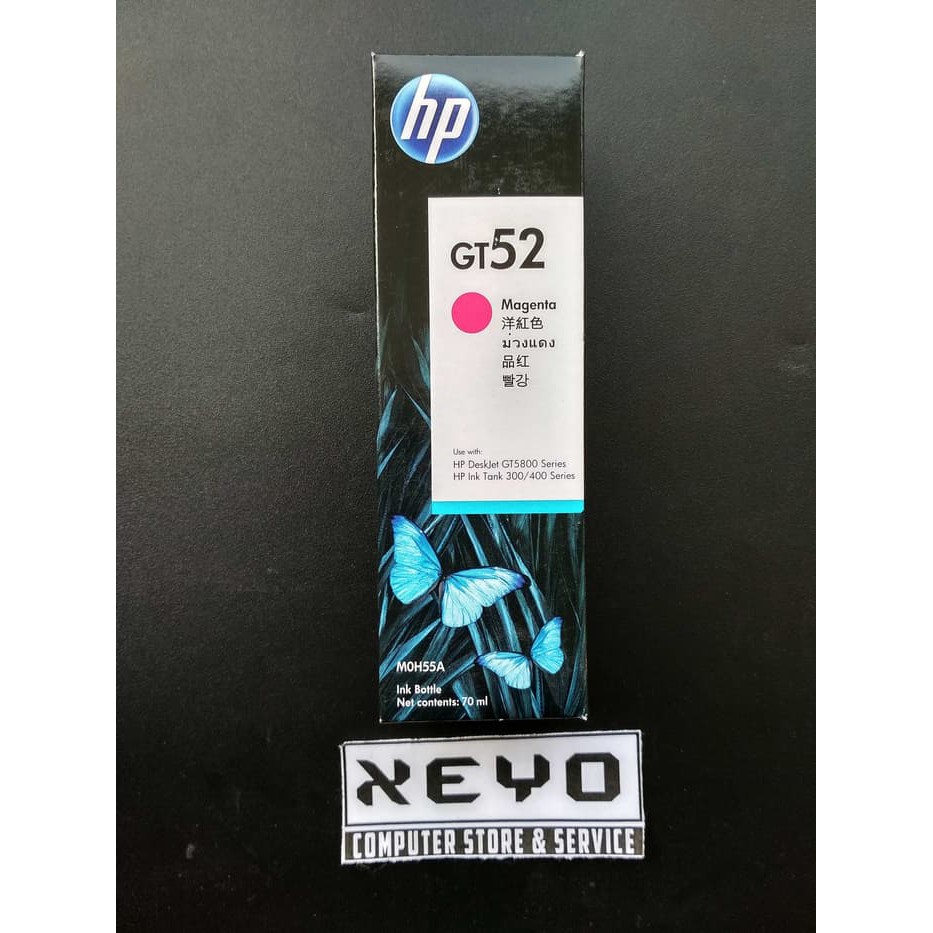 hp
GT52
Magenta
洋紅色
ม่วงแดง
品红
빨강
Use with:
HP DeskJet GT5800 Series
HP Ink Tank 300/400 Series
M0H55A
Ink Bottle
Net contents: 70 ml
XEYO
COMPUTER STORE & SERVICE